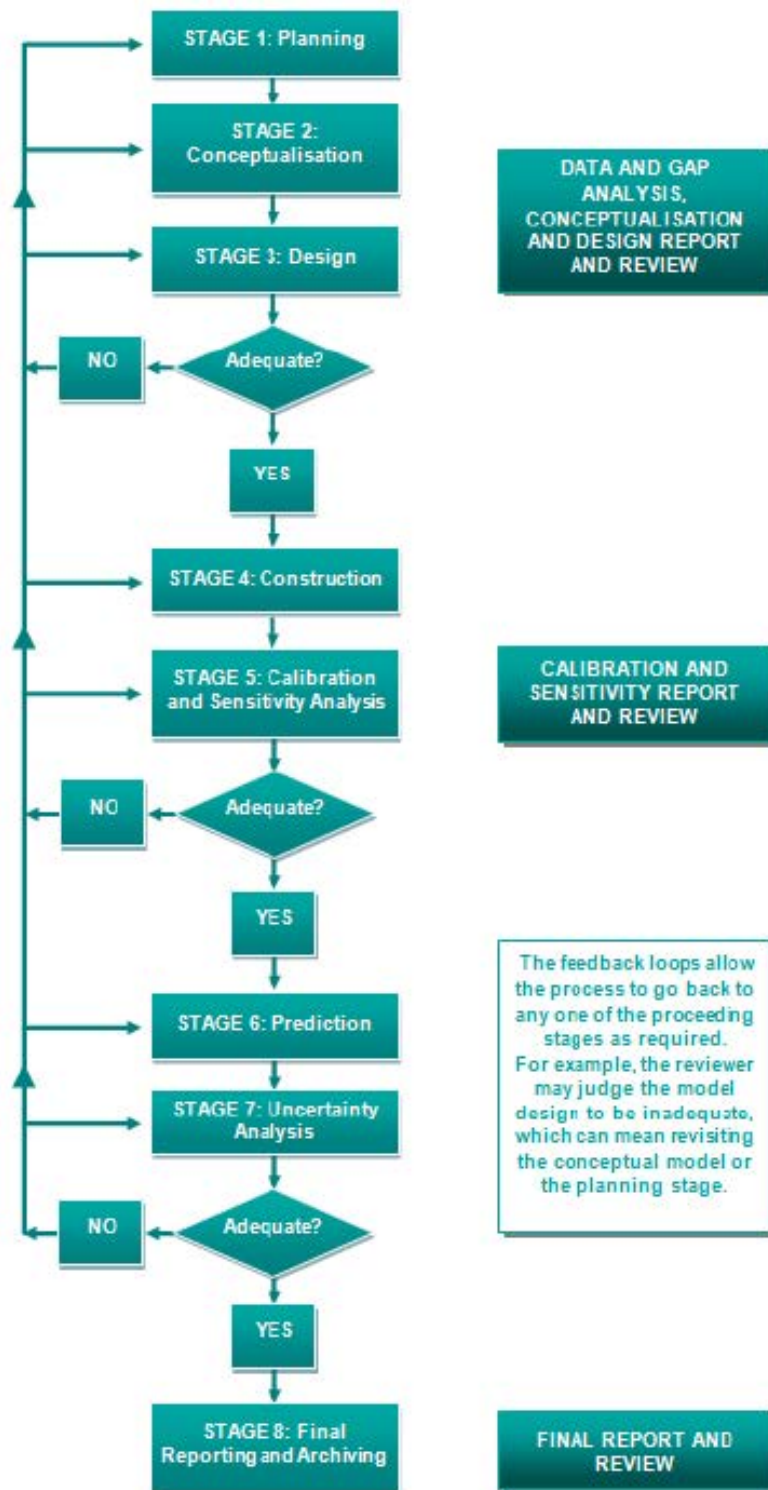 STAGE 1: Planning
STAGE 2:
Conceptualisation
STAGE 3: Design
Adequate?
NO
YES
STAGE 4: Construction
STAGE 5: Calibration
and Sensitivity Analysis
Adequate?
NO
YES
STAGE 6: Prediction
STAGE 7: Uncertainty
Analysis
Adequate?
NO
YES
STAGE 8: Final
Reporting and Archiving
DATA AND GAP
ANALYSIS,
CONCEPTUALISATION
AND DESIGN REPORT
AND REVIEW
CALIBRATION AND
SENSITIVITY REPORT
AND REVIEW
The feedback loops allow
the process to go back to
any one of the proceeding
stages as required.
For example, the reviewer
may judge the model
design to be inadequate,
which can mean revisiting
the conceptual model or
the planning stage.
FINAL REPORT AND
REVIEW